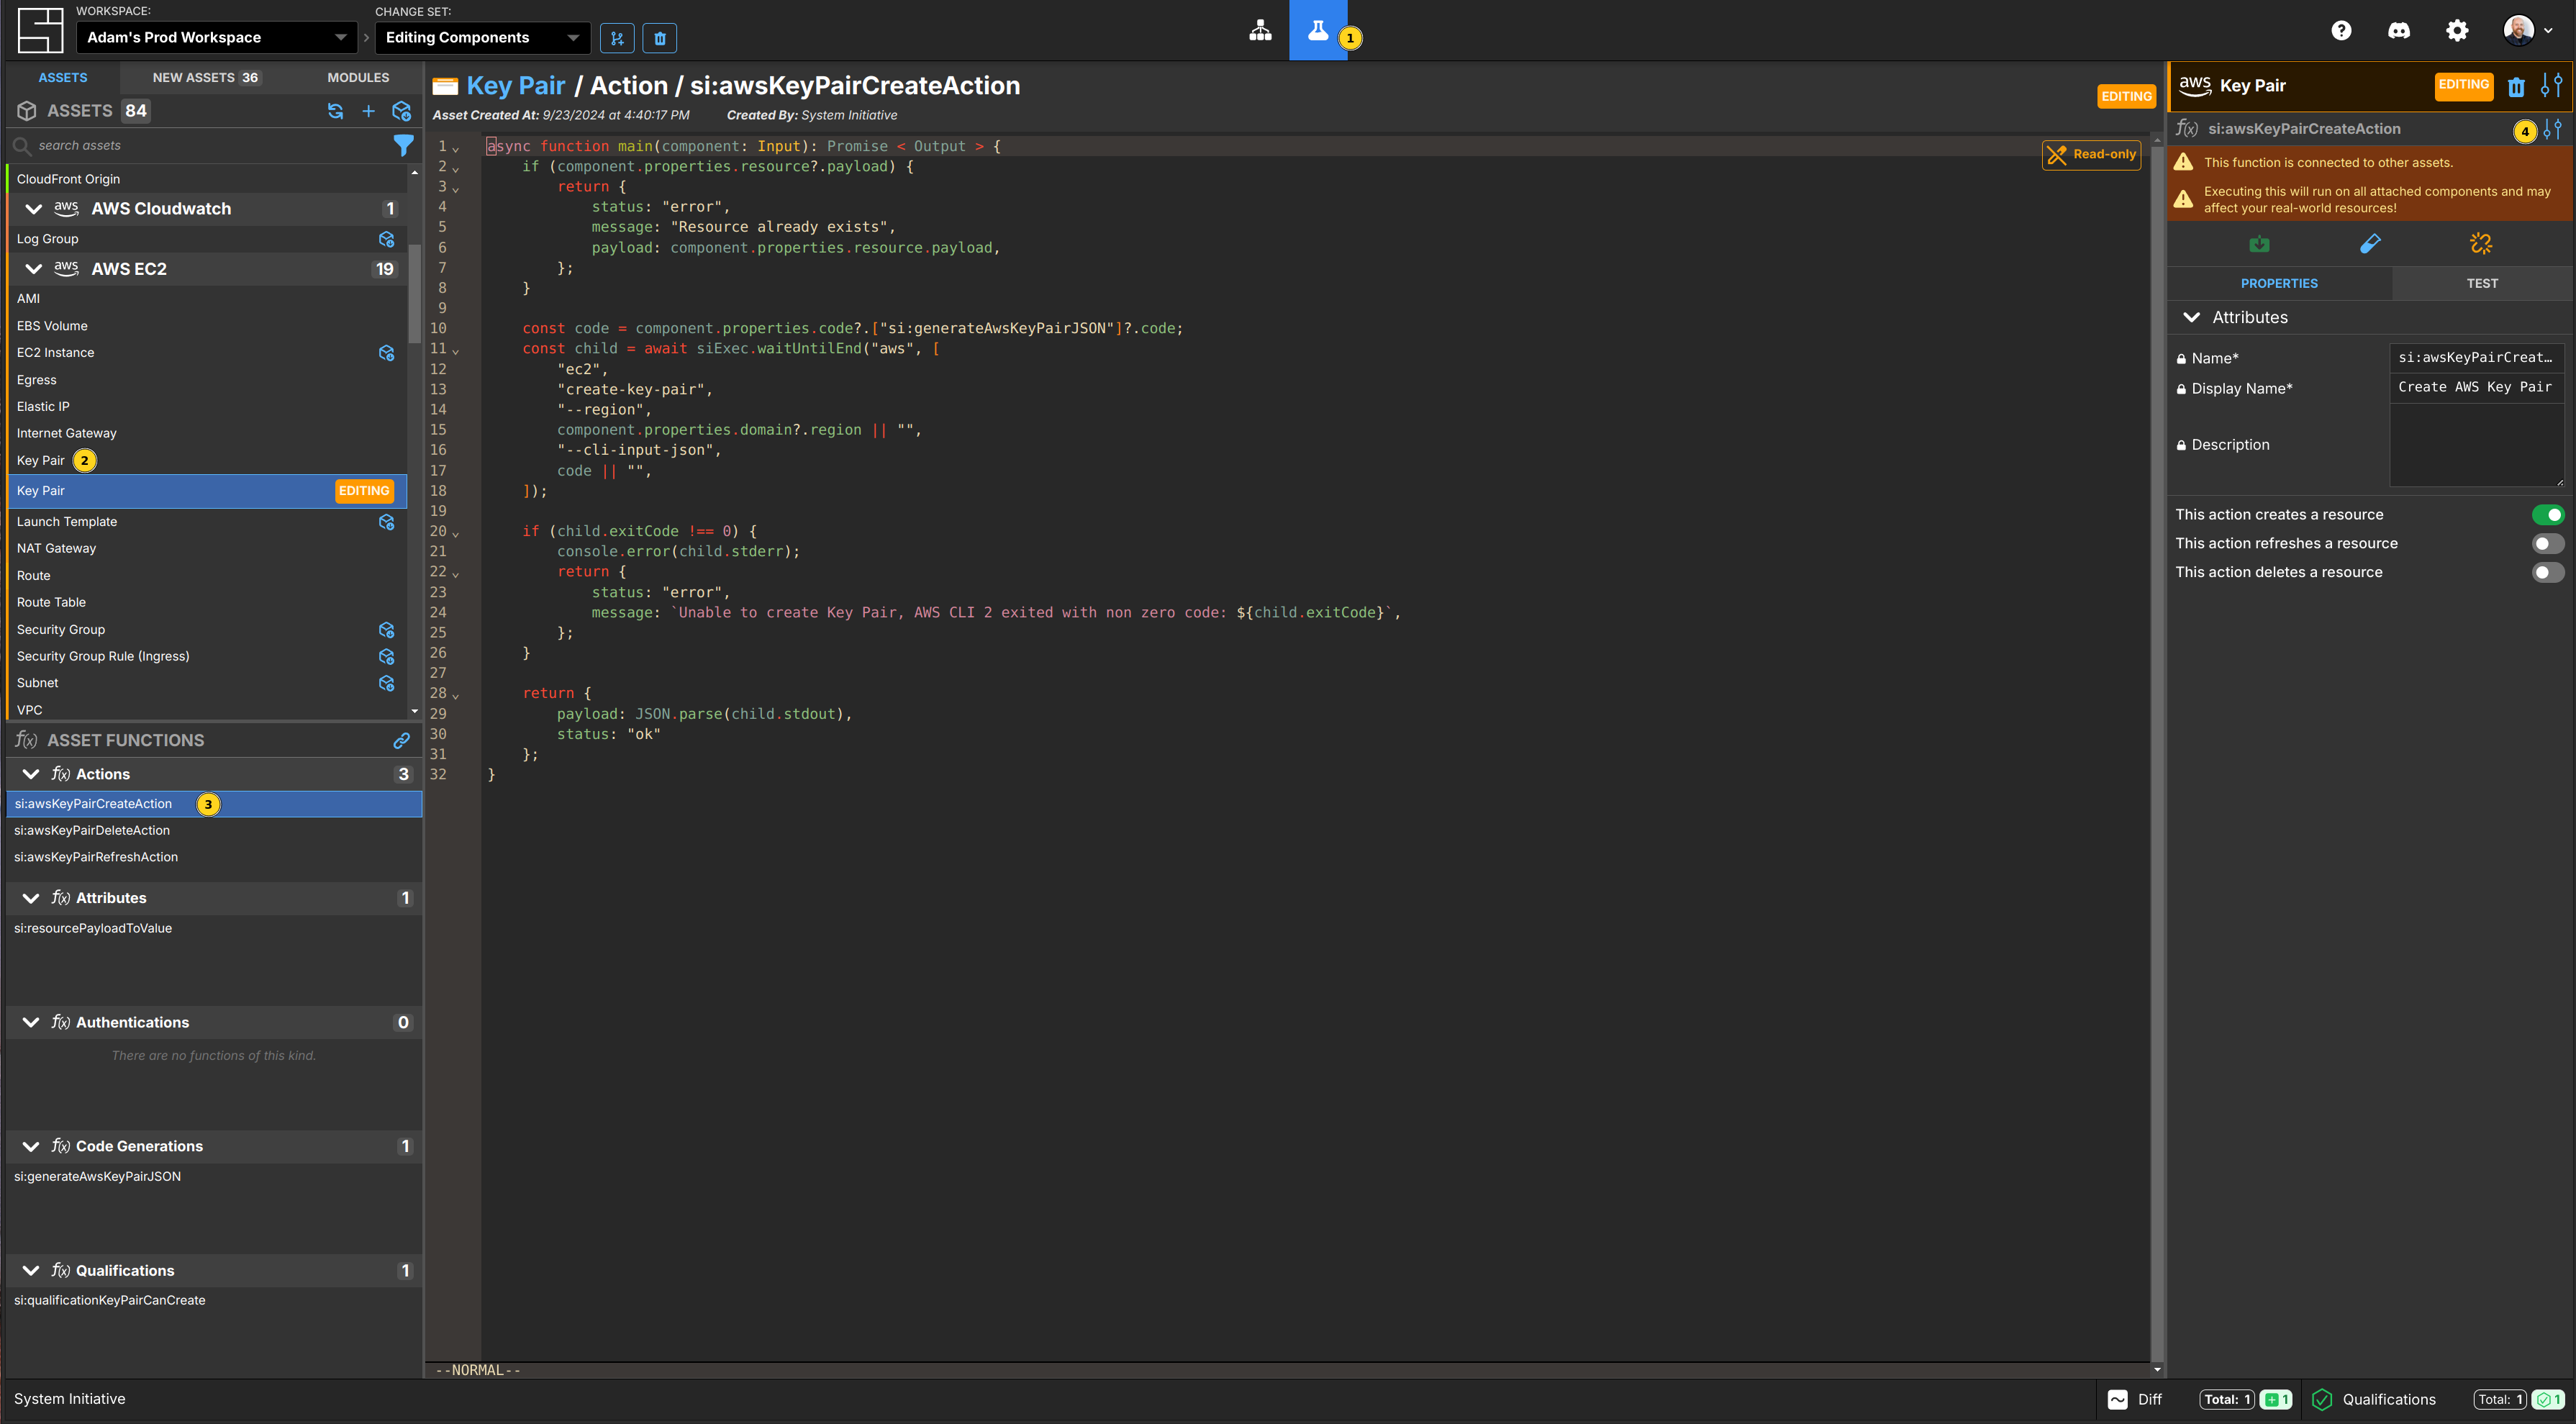 WORKSPACE:
Adam's Prod Workspace
CHANGE SET:
Editing Components
1
ASSETS
NEW ASSETS 36
MODULES
ASSETS 84
search assets
CloudFront Origin
aws AWS Cloudwatch 1
Log Group
aws AWS EC2 19
AMI
EBS Volume
EC2 Instance
Egress
Elastic IP
Internet Gateway
Key Pair 2
Key Pair EDITING
Launch Template
NAT Gateway
Route
Route Table
Security Group
Security Group Rule (Ingress)
Subnet
VPC
f(x) ASSET FUNCTIONS
f(x) Actions 3
si:awsKeyPairCreateAction 3
si:awsKeyPairDeleteAction
si:awsKeyPairRefreshAction
f(x) Attributes 1
si:resourcePayloadToValue
f(x) Authentications 0
There are no functions of this kind.
f(x) Code Generations 1
si:generateAwsKeyPairJSON
f(x) Qualifications 1
si:qualificationKeyPairCanCreate
Key Pair / Action / si:awsKeyPairCreateAction
Asset Created At: 9/23/2024 at 4:40:17 PM Created By: System Initiative
EDITING
Read-only
1 async function main(component: Input): Promise < Output > {
2     if (component.properties.resource?.payload) {
3         return {
4             status: "error",
5             message: "Resource already exists",
6             payload: component.properties.resource.payload,
7         };
8     }
9
10     const code = component.properties.code?.["si:generateAwsKeyPairJSON"]?.code;
11     const child = await siExec.waitUntilEnd("aws", [
12         "ec2",
13         "create-key-pair",
14         "--region",
15         component.properties.domain?.region || "",
16         "--cli-input-json",
17         code || "",
18     ]);
19
20     if (child.exitCode !== 0) {
21         console.error(child.stderr);
22         return {
23             status: "error",
24             message: `Unable to create Key Pair, AWS CLI 2 exited with non zero code: ${child.exitCode}`,
25         };
26     }
27
28     return {
29         payload: JSON.parse(child.stdout),
30         status: "ok"
31     };
32 }
--NORMAL--
aws Key Pair EDITING
f(x) si:awsKeyPairCreateAction 4
This function is connected to other assets.
Executing this will run on all attached components and may
affect your real-world resources!
PROPERTIES
TEST
Attributes
Name* si:awsKeyPairCreat…
Display Name* Create AWS Key Pair
Description
This action creates a resource
This action refreshes a resource
This action deletes a resource
System Initiative
Diff Total: 1 1
Qualifications Total: 1 1